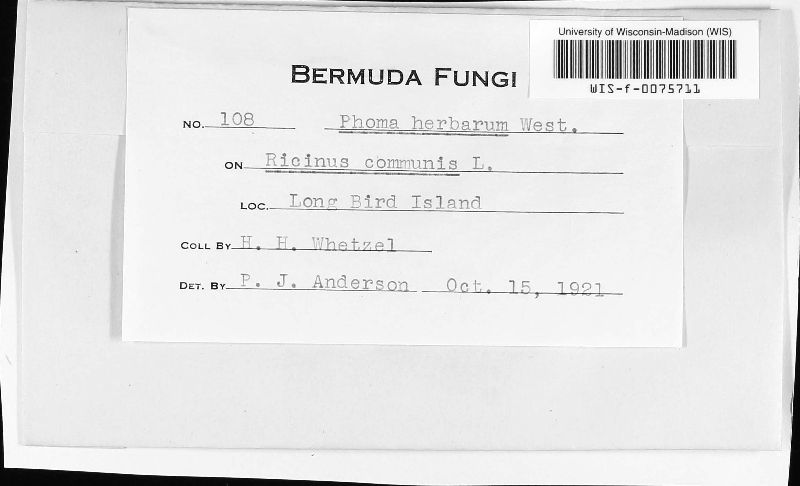 University of Wisconsin-Madison (WIS)
WIS-f-0075711
BERMUDA FUNGI
NO. 108 Phoma herbarum West.
ON Ricinus communis L.
LOC. Long Bird Island
COLL BY H. H. Whetzel
DET. BY P. J. Anderson Oct. 15, 1921